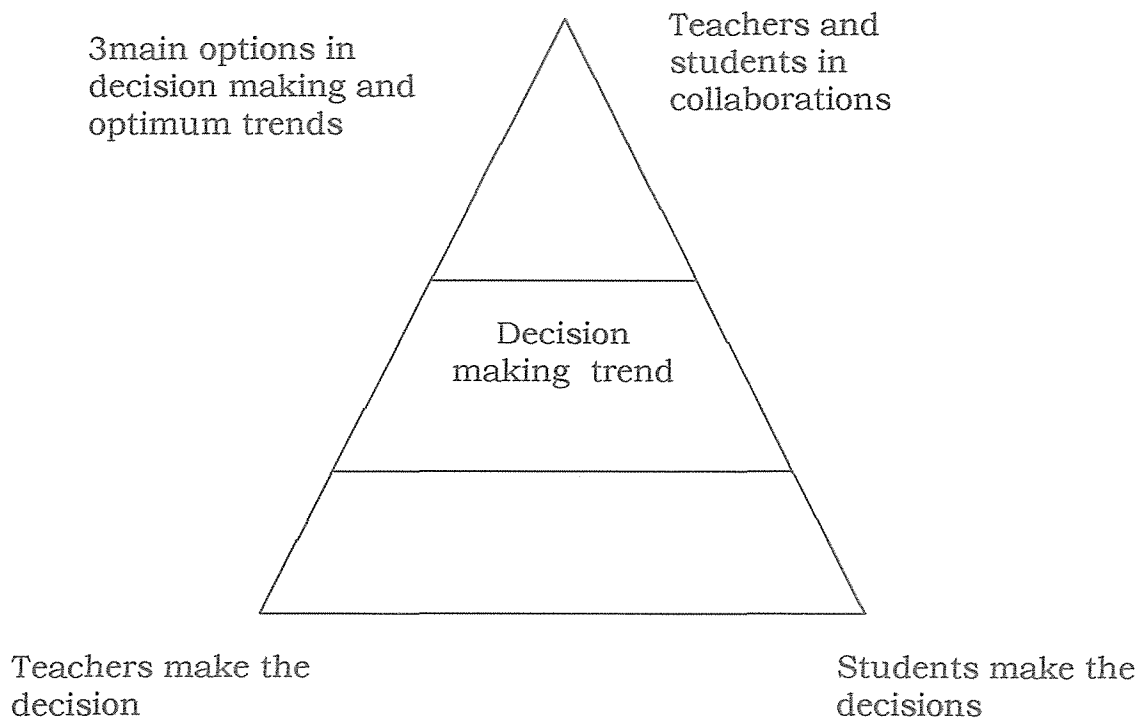 3main options in
decision making and
optimum trends
Teachers and
students in
collaborations
Decision
making trend
Teachers make the
decision
Students make the
decisions